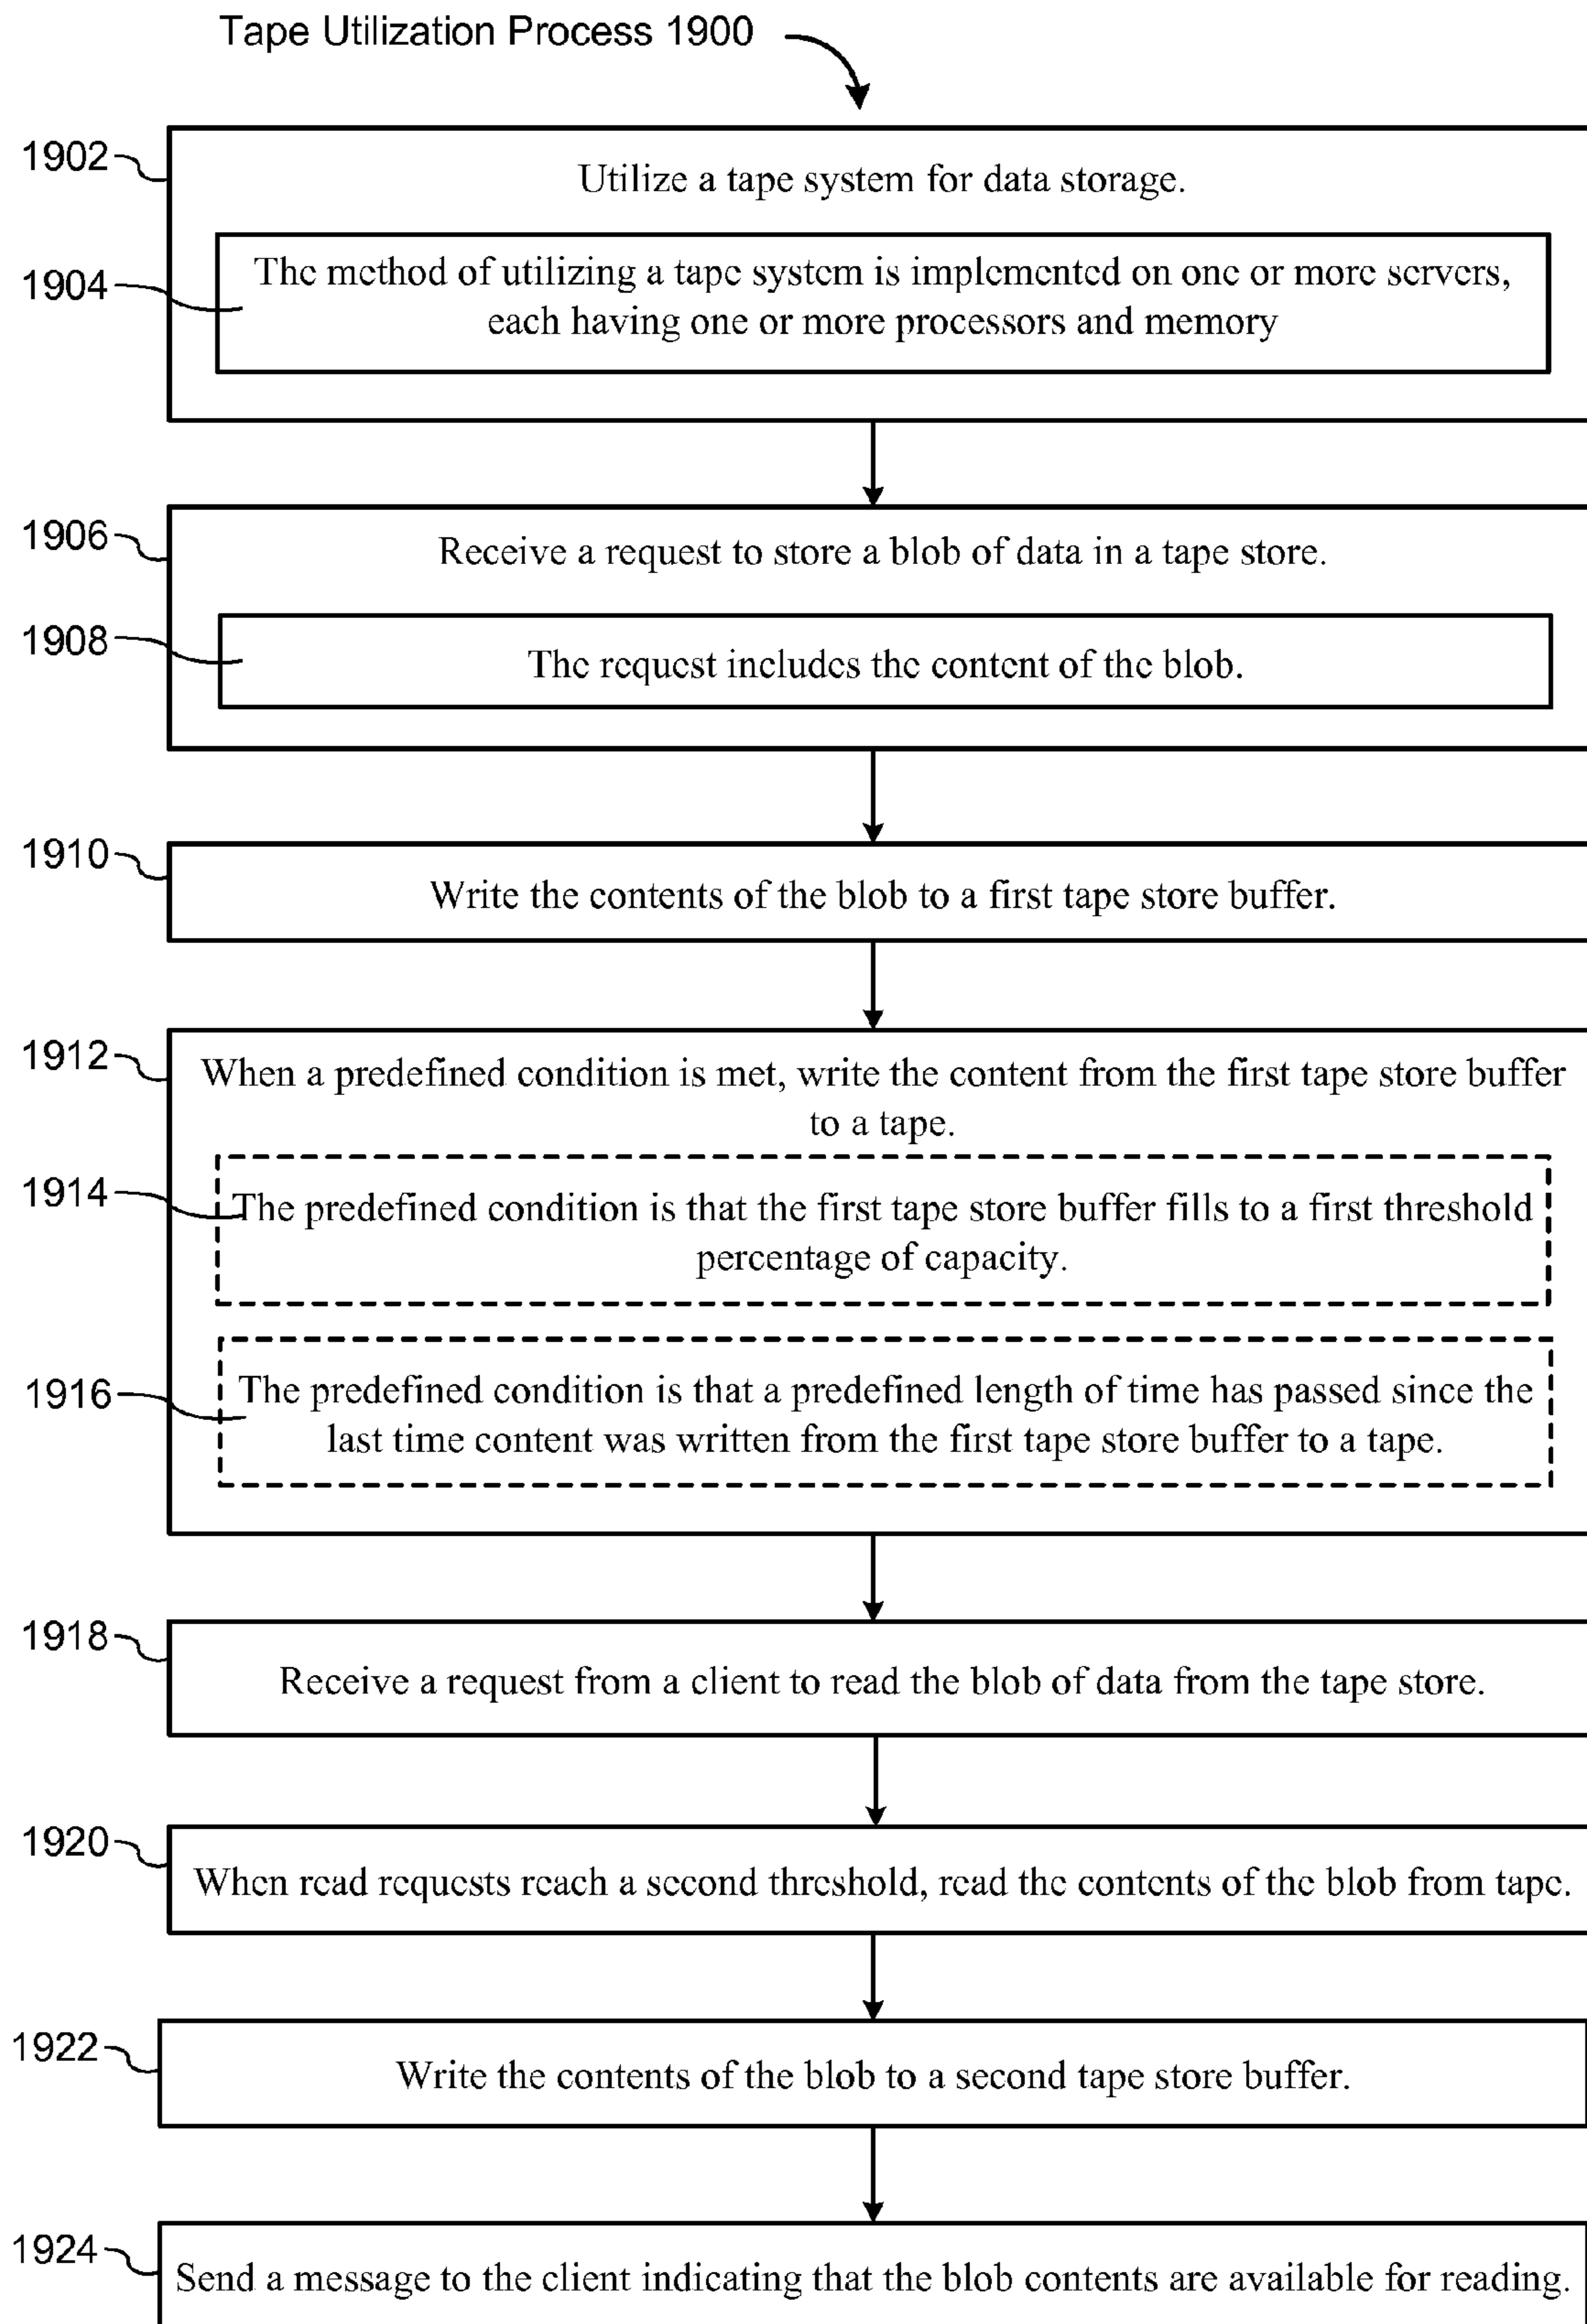 Tape Utilization Process 1900
1902
Utilize a tape system for data storage.
1904
The method of utilizing a tape system is implemented on one or more servers,
each having one or more processors and memory
1906
Receive a request to store a blob of data in a tape store.
1908
The request includes the content of the blob.
1910
Write the contents of the blob to a first tape store buffer.
1912
When a predefined condition is met, write the content from the first tape store buffer
to a tape.
1914
The predefined condition is that the first tape store buffer fills to a first threshold
percentage of capacity.
1916
The predefined condition is that a predefined length of time has passed since the
last time content was written from the first tape store buffer to a tape.
1918
Receive a request from a client to read the blob of data from the tape store.
1920
When read requests reach a second threshold, read the contents of the blob from tape.
1922
Write the contents of the blob to a second tape store buffer.
1924
Send a message to the client indicating that the blob contents are available for reading.